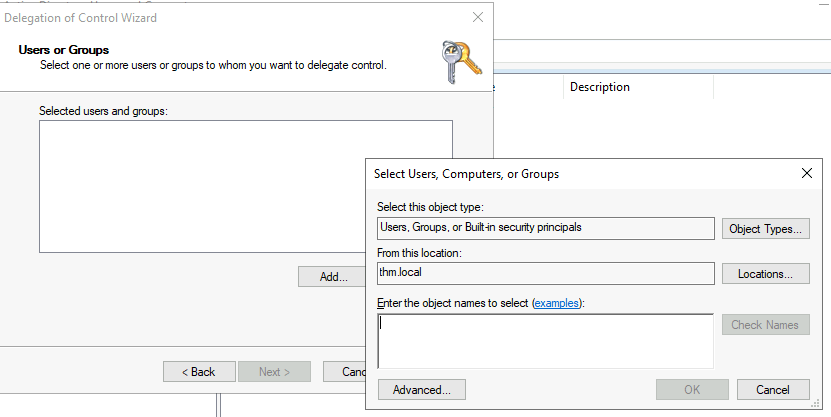 Delegation of Control Wizard
Users or Groups
Select one or more users or groups to whom you want to delegate control.
Description
Selected users and groups:
Add...
< Back
Next >
Select Users, Computers, or Groups
Select this object type:
Users, Groups, or Built-in security principals
Object Types...
From this location:
thm.local
Locations...
Enter the object names to select (examples):
Check Names
Advanced...
OK
Cancel